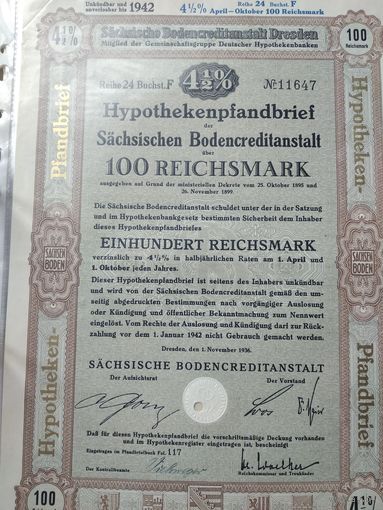 Unkündbar und
unverlosbar bis 1942
4½% April—Oktober 100 Reichsmark
Reihe 24 Buchst. F
4½%
Sächsische Bodencreditanstalt Dresden
Mitglied der Gemeinschaftsgruppe Deutscher Hypothekenbanken
100
Reichsmark
Reihe 24 Buchst. F
4½%
№ 11647
Hypothekenpfandbrief
der
Sächsischen Bodencreditanstalt
über
100 REICHSMARK
ausgegeben auf Grund der ministeriellen Dekrete vom 25. Oktober 1895 und
26. November 1899.
Die Sächsische Bodencreditanstalt schuldet unter der in der Satzung
und im Hypothekenbankgesetz bestimmten Sicherheit dem Inhaber
dieses Hypothekenpfandbriefes
EINHUNDERT REICHSMARK
verzinslich zu 4½% in halbjährlichen Raten am 1. April und
1. Oktober jeden Jahres.
Dieser Hypothekenpfandbrief ist seitens des Inhabers unkündbar
und wird von der Sächsischen Bodencreditanstalt gemäß den um-
seitig abgedruckten Bestimmungen nach vorgängiger Auslosung
oder Kündigung und öffentlicher Bekanntmachung zum Nennwert
eingelöst. Vom Rechte der Auslosung und Kündigung darf zur Rück-
zahlung vor dem 1. Januar 1942 nicht Gebrauch gemacht werden.
Dresden, den 1. November 1936.
SÄCHSISCHE BODENCREDITANSTALT
Der Aufsichtsrat
Der Vorstand
Daß für diesen Hypothekenpfandbrief die vorschriftsmäßige Deckung vorhanden
und im Hypothekenregister eingetragen ist, bescheinigt
Eingetragen im Pfandbriefbuch Fol. 117
Der Kontrollbeamte
Reichskommissar und Treuhänder
Hypotheken-
Pfandbrief
SACHSEN
BODEN
Hypotheken-
Pfandbrief
SACHSEN
BODEN
100
4½%